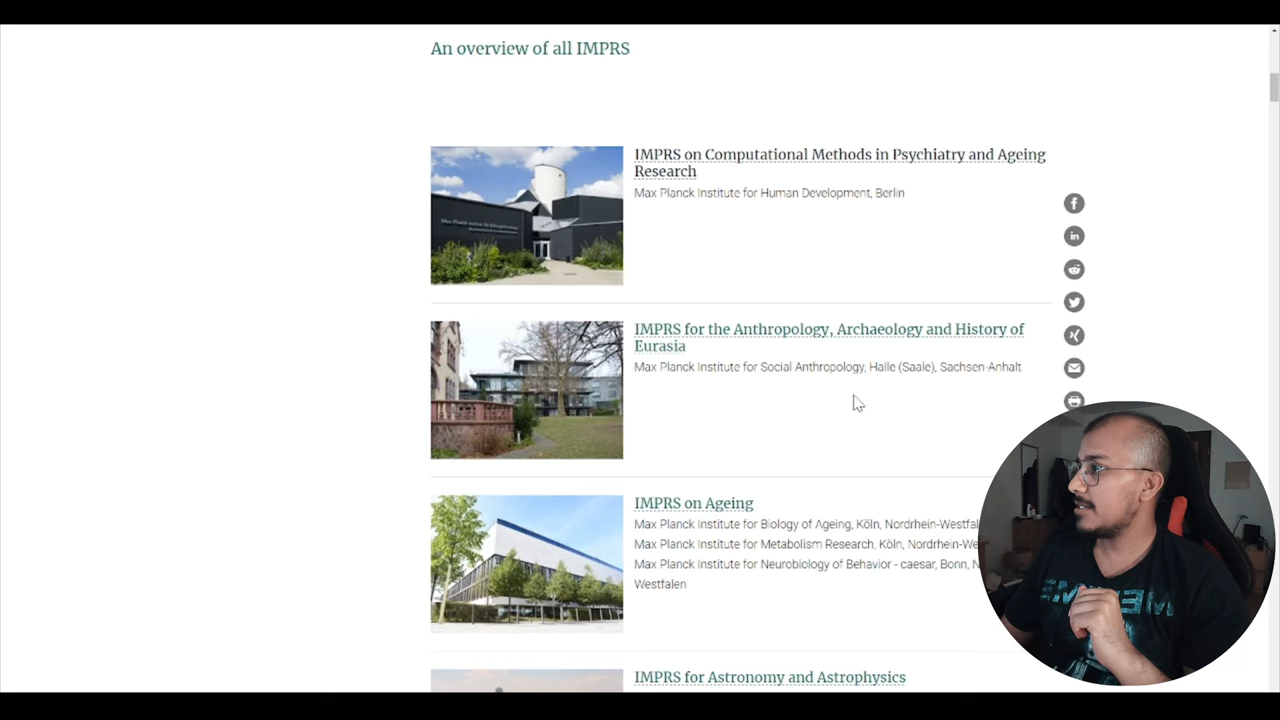 An overview of all IMPRS
IMPRS on Computational Methods in Psychiatry and Ageing
Research
Max Planck Institute for Human Development, Berlin
IMPRS for the Anthropology, Archaeology and History of
Eurasia
Max Planck Institute for Social Anthropology, Halle (Saale), Sachsen-Anhalt
IMPRS on Ageing
Max Planck Institute for Biology of Ageing, Köln, Nordrhein-Westfal
Max Planck Institute for Metabolism Research, Köln, Nordrhein-We
Max Planck Institute for Neurobiology of Behavior - caesar, Bonn, N
Westfalen
IMPRS for Astronomy and Astrophysics